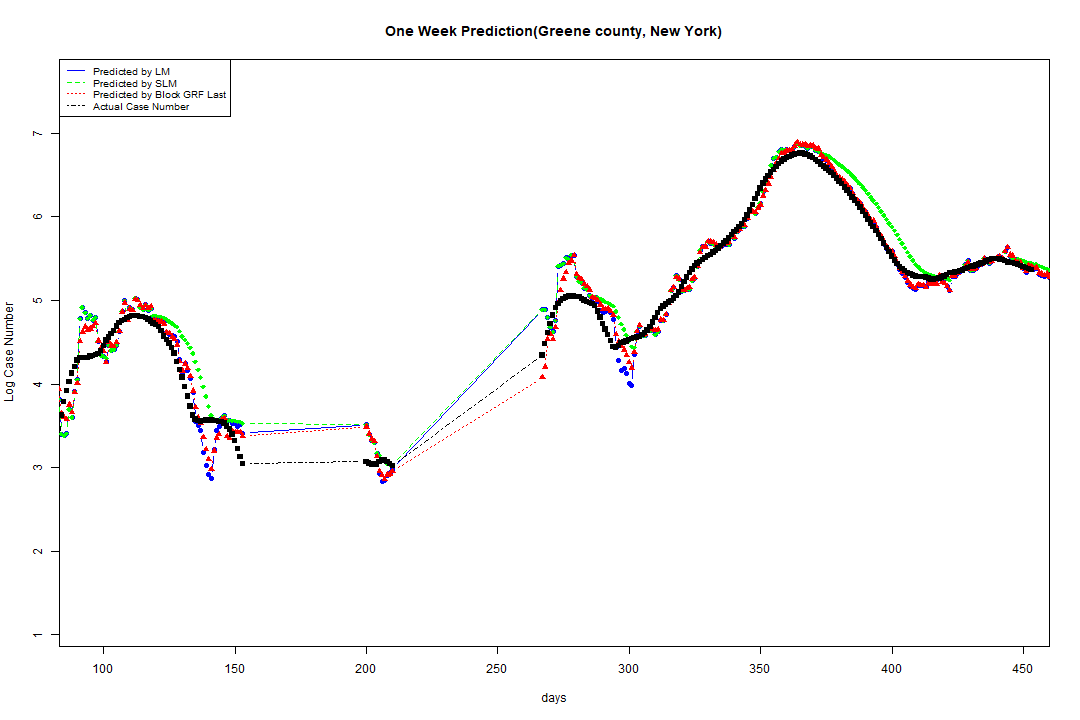 One Week Prediction(Greene county, New York)
Predicted by LM
Predicted by SLM
Predicted by Block GRF Last
Actual Case Number
Log Case Number
7
6
5
4
3
2
1
100 150 200 250 300 350 400 450
days